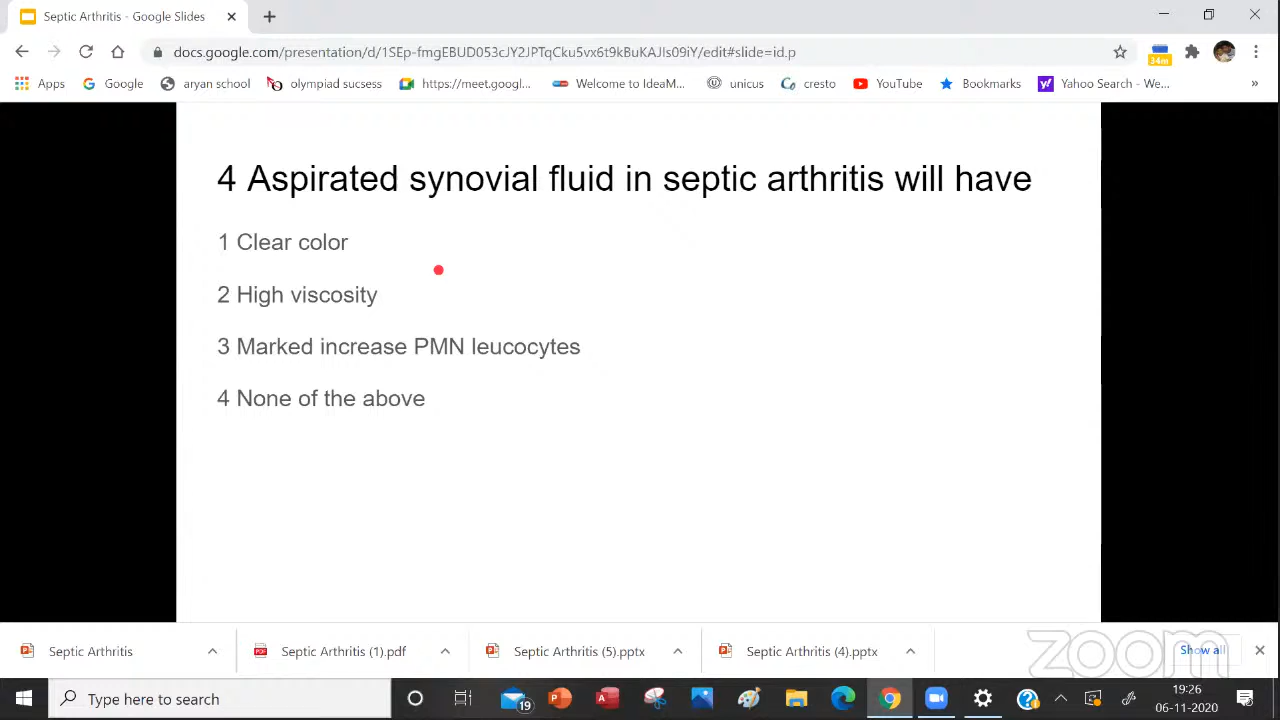 Septic Arthritis - Google Slides
docs.google.com/presentation/d/1SEp-fmgEBUD053cJY2JPTqCku5vx6t9kBuKAJIs09iY/edit#slide=id.p
34m
Apps
Google
aryan school
olympiad sucsess
https://meet.googl...
Welcome to IdeaM...
unicus
cresto
YouTube
Bookmarks
Yahoo Search - We...
»
4 Aspirated synovial fluid in septic arthritis will have
1 Clear color
2 High viscosity
3 Marked increase PMN leucocytes
4 None of the above
Septic Arthritis
Septic Arthritis (1).pdf
Septic Arthritis (5).pptx
Septic Arthritis (4).pptx
Show all
zoom
Type here to search
19
19:26
06-11-2020